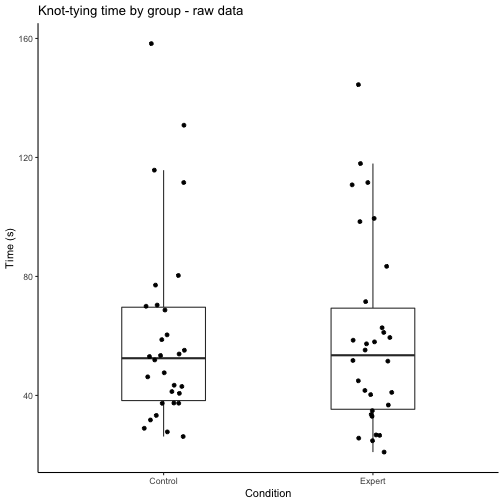 Knot-tying time by group - raw data
160
120
80
40
Time (s)
Control
Expert
Condition